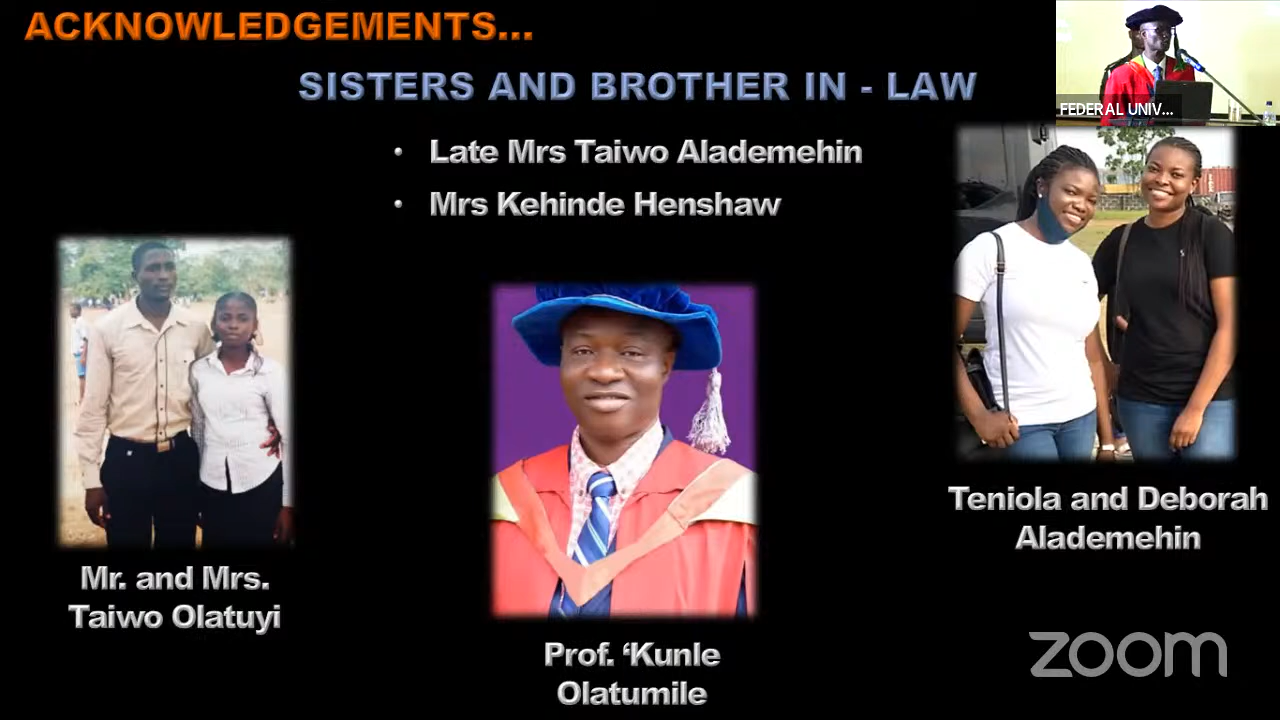 ACKNOWLEDGEMENTS...
FEDERAL UNIV...
SISTERS AND BROTHER IN - LAW
• Late Mrs Taiwo Alademehin
• Mrs Kehinde Henshaw
Mr. and Mrs.
Taiwo Olatuyi
Prof. ‘Kunle
Olatumile
Teniola and Deborah
Alademehin
zoom